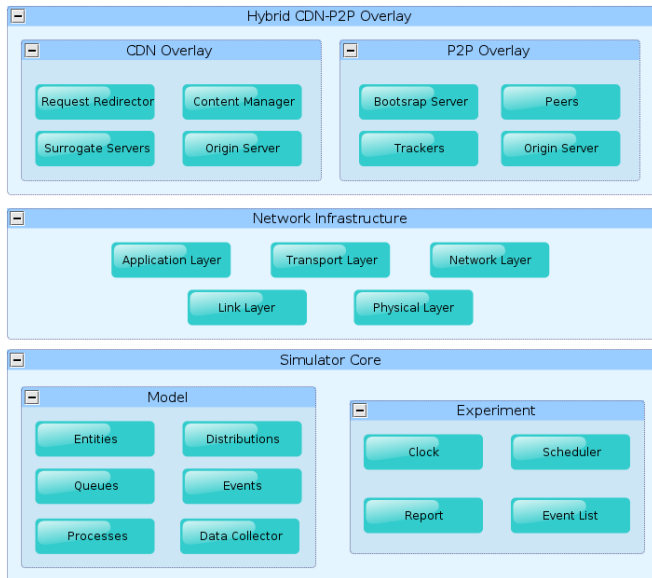 Hybrid CDN-P2P Overlay
CDN Overlay
Request Redirector
Content Manager
Surrogate Servers
Origin Server
P2P Overlay
Bootsrap Server
Peers
Trackers
Origin Server
Network Infrastructure
Application Layer
Transport Layer
Network Layer
Link Layer
Physical Layer
Simulator Core
Model
Entities
Distributions
Queues
Events
Processes
Data Collector
Experiment
Clock
Scheduler
Report
Event List